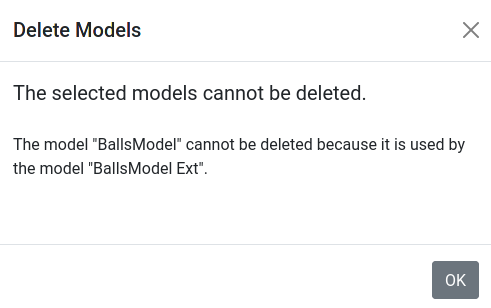 Delete Models
The selected models cannot be deleted.
The model "BallsModel" cannot be deleted because it is used by
the model "BallsModel Ext".
OK